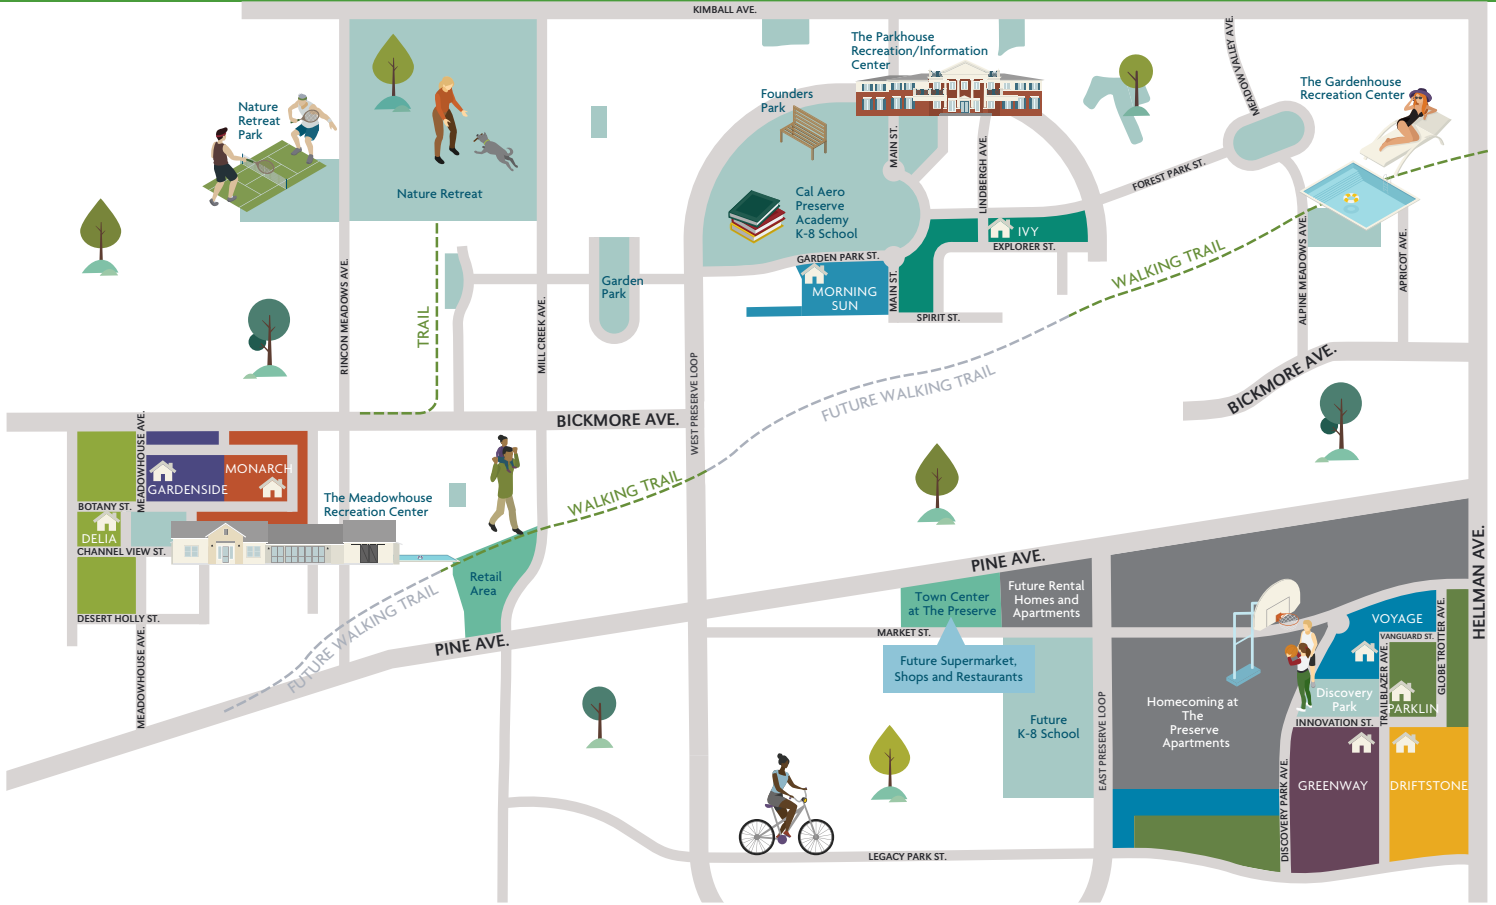 KIMBALL AVE.
The Parkhouse
Recreation/Information
Center
MEADOW VALLEY AVE.
The Gardenhouse
Recreation Center
Nature
Retreat
Park
Founders
Park
MAIN ST.
LINDBERGH AVE.
FOREST PARK ST.
Nature Retreat
Cal Aero
Preserve
Academy
K-8 School
IVY
EXPLORER ST.
GARDEN PARK ST.
WALKING TRAIL
ALPINE MEADOWS AVE.
APRICOT AVE.
RINCON MEADOWS AVE.
TRAIL
MILL CREEK AVE.
Garden
Park
MORNING
SUN
MAIN ST.
SPIRIT ST.
WEST PRESERVE LOOP
FUTURE WALKING TRAIL
BICKMORE AVE.
BICKMORE AVE.
MEADOWHOUSE AVE.
MONARCH
GARDENSIDE
BOTANY ST.
The Meadowhouse
Recreation Center
WALKING TRAIL
DELIA
CHANNEL VIEW ST.
HELLMAN AVE.
PINE AVE.
Retail
Area
Future Rental
Homes and
Apartments
Town Center
at The Preserve
FUTURE WALKING TRAIL
DESERT HOLLY ST.
MEADOWHOUSE AVE.
PINE AVE.
MARKET ST.
VOYAGE
VANGUARD ST.
GLOBE TROTTER AVE.
TRAILBLAZER AVE.
Future Supermarket,
Shops and Restaurants
Discovery
Park
PARKLIN
INNOVATION ST.
Homecoming at
The
Preserve
Apartments
Future
K-8 School
EAST PRESERVE LOOP
DISCOVERY PARK AVE.
GREENWAY
DRIFTSTONE
LEGACY PARK ST.